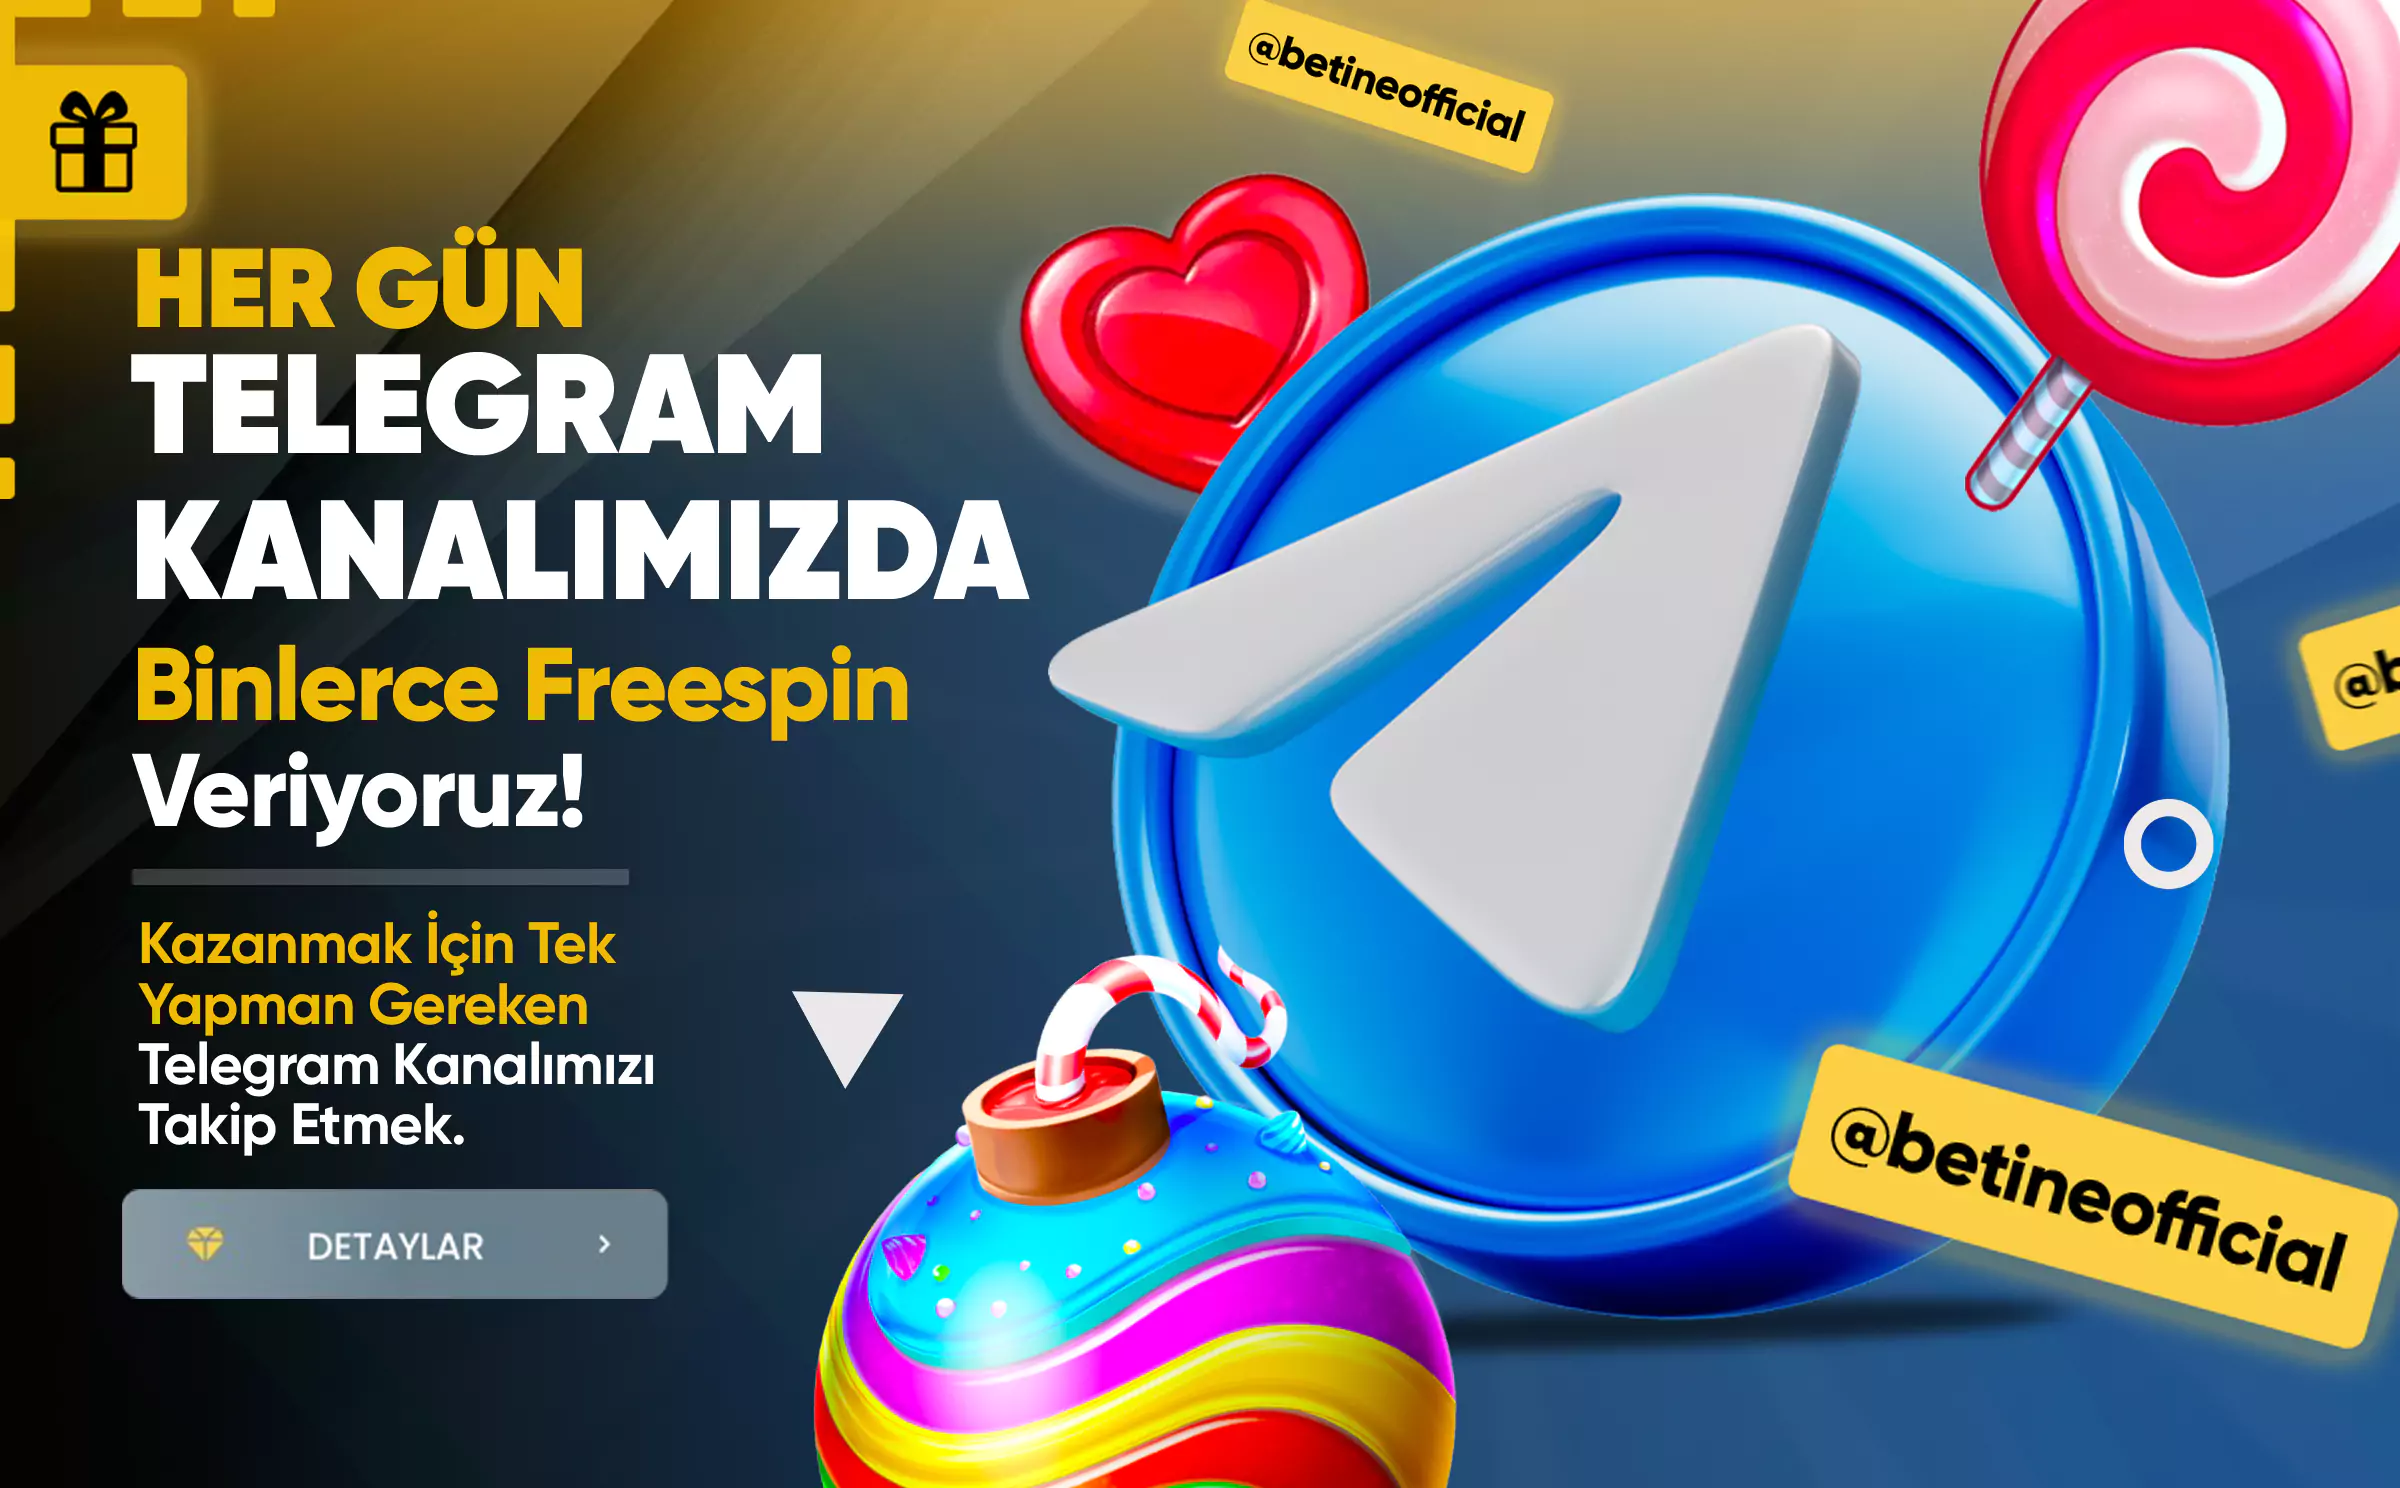 @betineofficial
HER GÜN
TELEGRAM
KANALIMIZDA
Binlerce Freespin
Veriyoruz!
Kazanmak İçin Tek
Yapman Gereken
Telegram Kanalımızı
Takip Etmek.
DETAYLAR
@b
@betineofficial